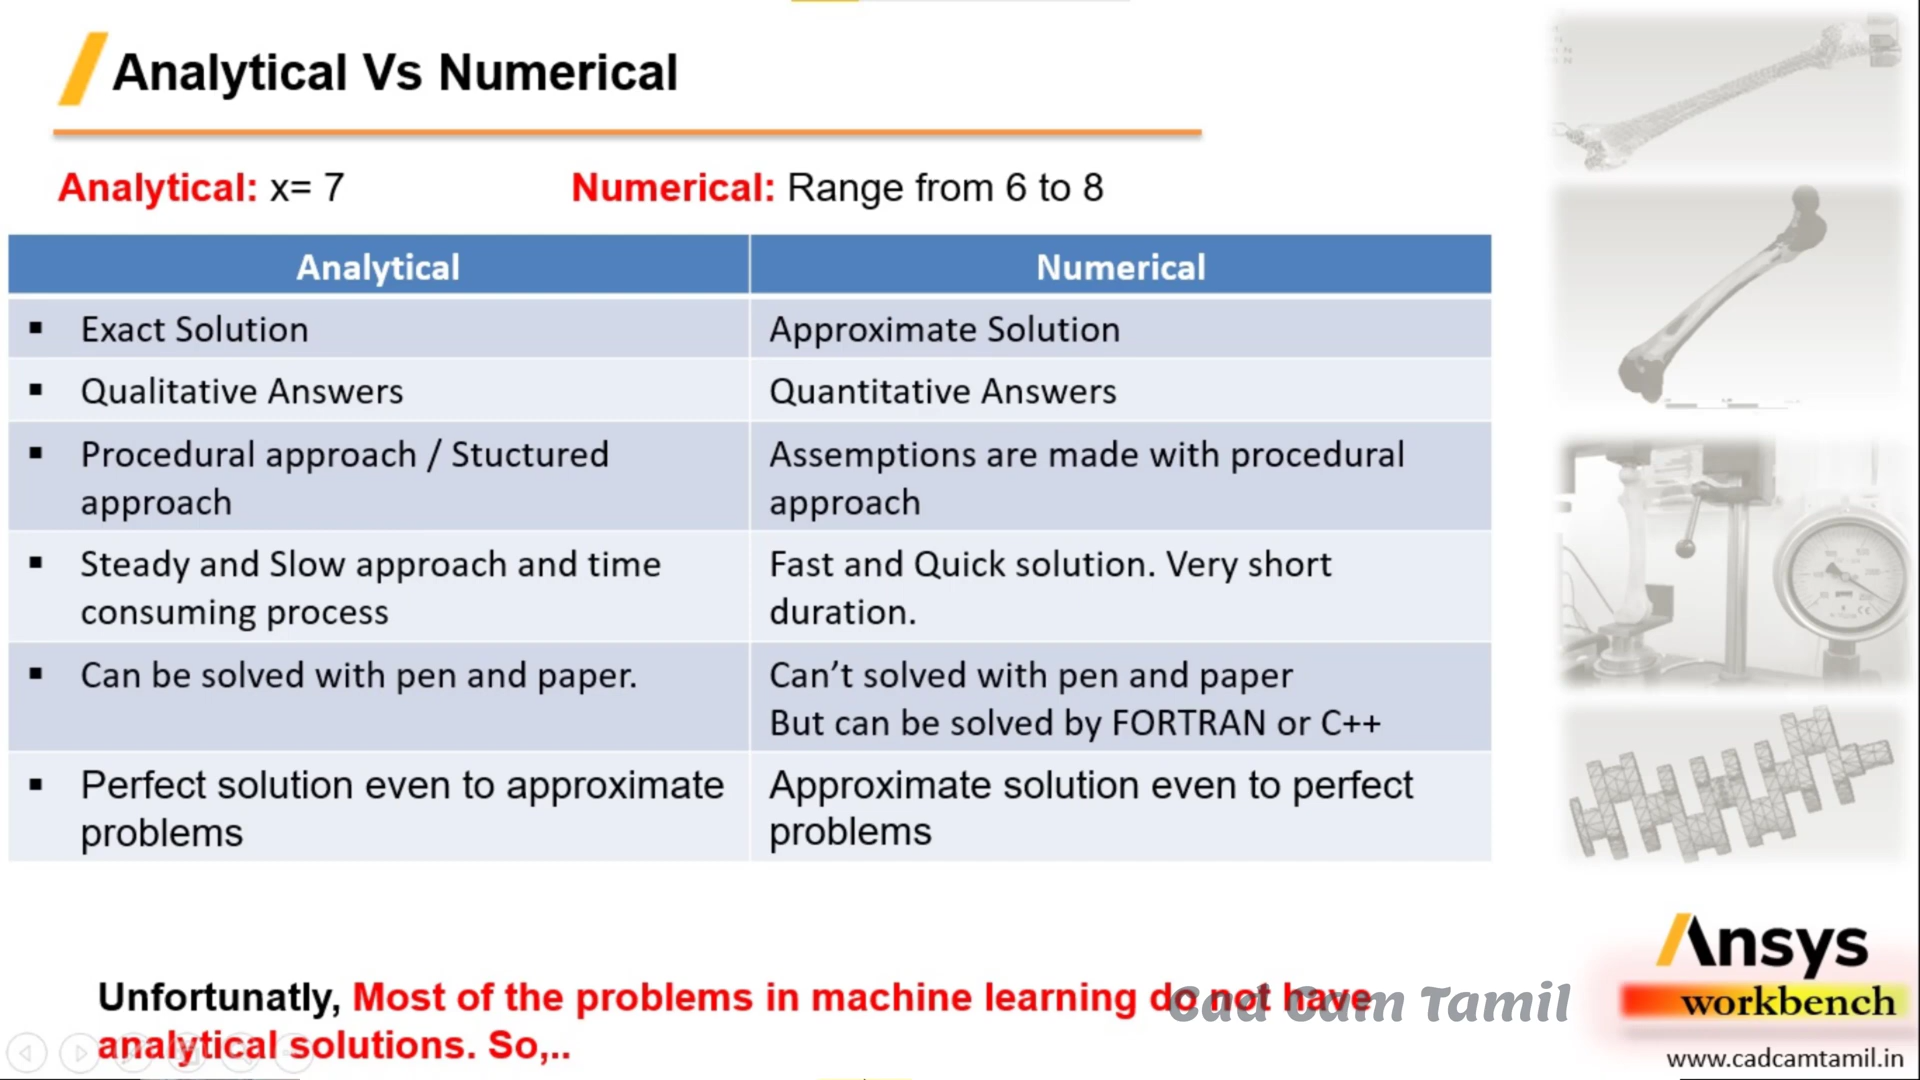 Analytical Vs Numerical
Analytical: x= 7
Numerical: Range from 6 to 8
Analytical
Numerical
▪ Exact Solution
Approximate Solution
▪ Qualitative Answers
Quantitative Answers
▪ Procedural approach / Stuctured
approach
Assemptions are made with procedural
approach
▪ Steady and Slow approach and time
consuming process
Fast and Quick solution. Very short
duration.
▪ Can be solved with pen and paper.
Can’t solved with pen and paper
But can be solved by FORTRAN or C++
▪ Perfect solution even to approximate
problems
Approximate solution even to perfect
problems
Unfortunatly, Most of the problems in machine learning do not have
analytical solutions. So,..
Cad Cam Tamil
Ansys
workbench
www.cadcamtamil.in